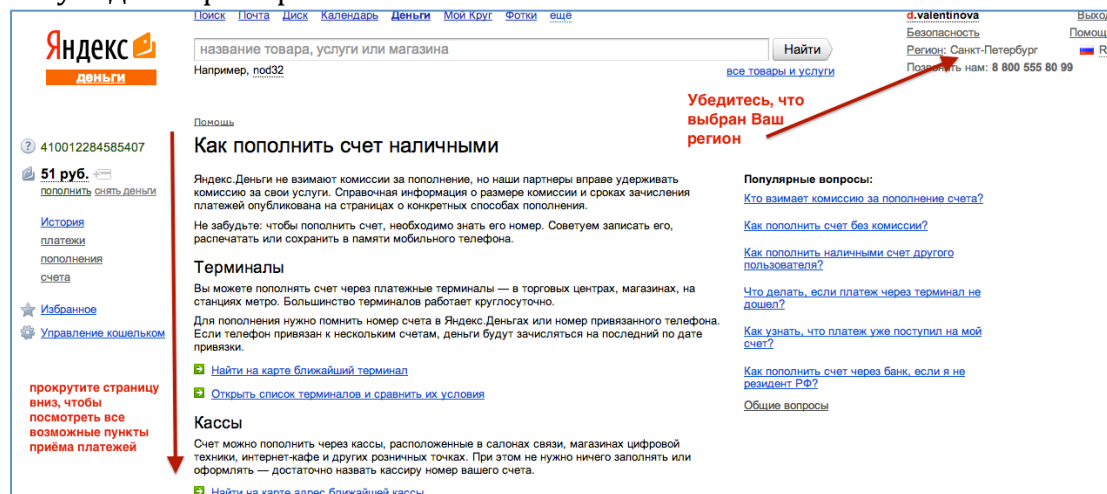 Поиск Почта Диск Календарь Деньги Мой Круг Фотки ещё
d.valentinova
Безопасность
Регион: Санкт-Петербург
Позвонить нам: 8 800 555 80 99
Яндекс
деньги
название товара, услуги или магазина
Найти
Например, nod32
все товары и услуги
Убедитесь, что
выбран Ваш
регион
Помощь
410012284585407
51 руб.
пополнить снять деньги
История
платежи
пополнения
счета
Избранное
Управление кошельком
прокрутите страницу
вниз, чтобы
посмотреть все
возможные пункты
приёма платежей
Как пополнить счет наличными
Яндекс.Деньги не взимают комиссии за пополнение, но наши партнеры вправе удерживать
комиссию за свои услуги. Справочная информация о размере комиссии и сроках зачисления
платежей опубликована на страницах о конкретных способах пополнения.
Не забудьте: чтобы пополнить счет, необходимо знать его номер. Советуем записать его,
распечатать или сохранить в памяти мобильного телефона.
Терминалы
Вы можете пополнять счет через платежные терминалы — в торговых центрах, магазинах, на
станциях метро. Большинство терминалов работает круглосуточно.
Для пополнения нужно помнить номер счета в Яндекс.Деньгах или номер привязанного телефона.
Если телефон привязан к нескольким счетам, деньги будут зачисляться на последний по дате
привязки.
Найти на карте ближайший терминал
Открыть список терминалов и сравнить их условия
Кассы
Счет можно пополнить через кассы, расположенные в салонах связи, магазинах цифровой
техники, интернет-кафе и других розничных точках. При этом не нужно ничего заполнять или
оформлять — достаточно назвать кассиру номер вашего счета.
Найти на карте адрес ближайшей кассы
Популярные вопросы:
Кто взимает комиссию за пополнение счета?
Как пополнить счет без комиссии?
Как пополнить наличными счет другого
пользователя?
Что делать, если платеж через терминал не
дошел?
Как узнать, что платеж уже поступил на мой
счет?
Как пополнить счет через банк, если я не
резидент РФ?
Общие вопросы